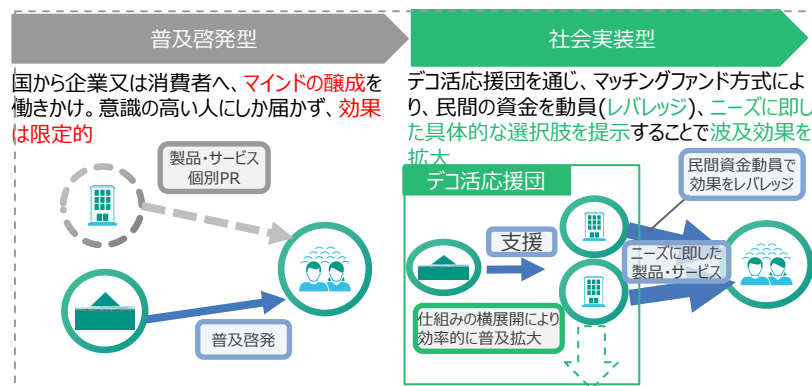 普及啓発型
社会実装型
国から企業又は消費者へ、マインドの醸成を
働きかけ。意識の高い人にしか届かず、効果
は限定的
製品・サービス
個別PR
普及啓発
デコ活応援団を通じ、マッチングファンド方式によ
り、民間の資金を動員(レバレッジ)、ニーズに即し
た具体的な選択肢を提示することで波及効果を
拡大
デコ活応援団
民間資金動員で
効果をレバレッジ
支援
ニーズに即した
製品・サービス
仕組みの横展開により
効率的に普及拡大